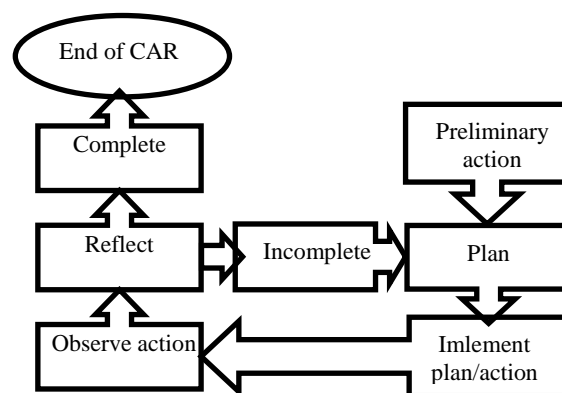 End of CAR
Complete
Preliminary
action
Reflect
Incomplete
Plan
Observe action
Imlement
plan/action